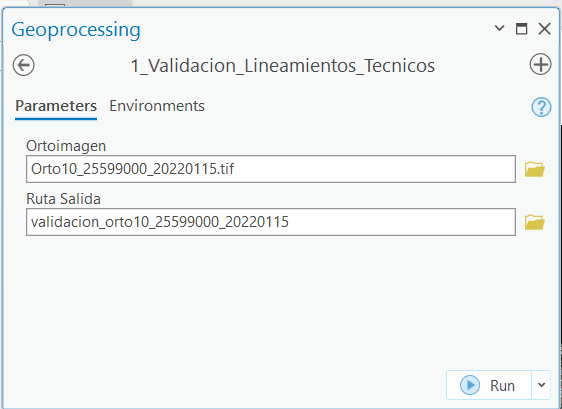 Geoprocessing
1_Validacion_Lineamientos_Tecnicos
Parameters Environments
Ortoimagen
Orto10_25599000_20220115.tif
Ruta Salida
validacion_orto10_25599000_20220115
Run